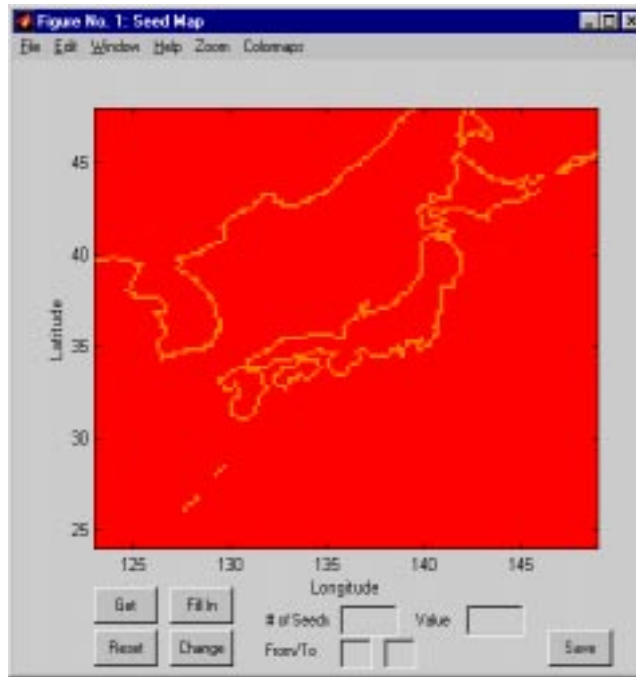 Figure No. 1: Seed Map
File Edit Window Help Zoom Colormaps
45
40
35
30
25
Latitude
125 130 135 140 145
Longitude
Get Fill In
# of Seeds Value
Reset Change From/To Save